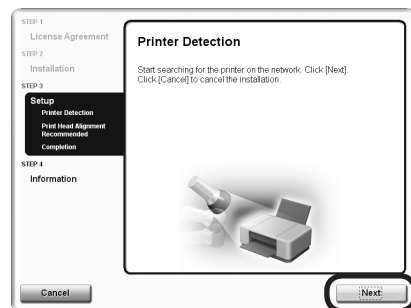 STEP 1
License Agreement
STEP 2
Installation
STEP 3
Setup
Printer Detection
Print Head Alignment
Recommended
Completion
STEP 4
Information
Printer Detection
Start searching for the printer on the network. Click [Next].
Click [Cancel] to cancel the installation.
Cancel
Next